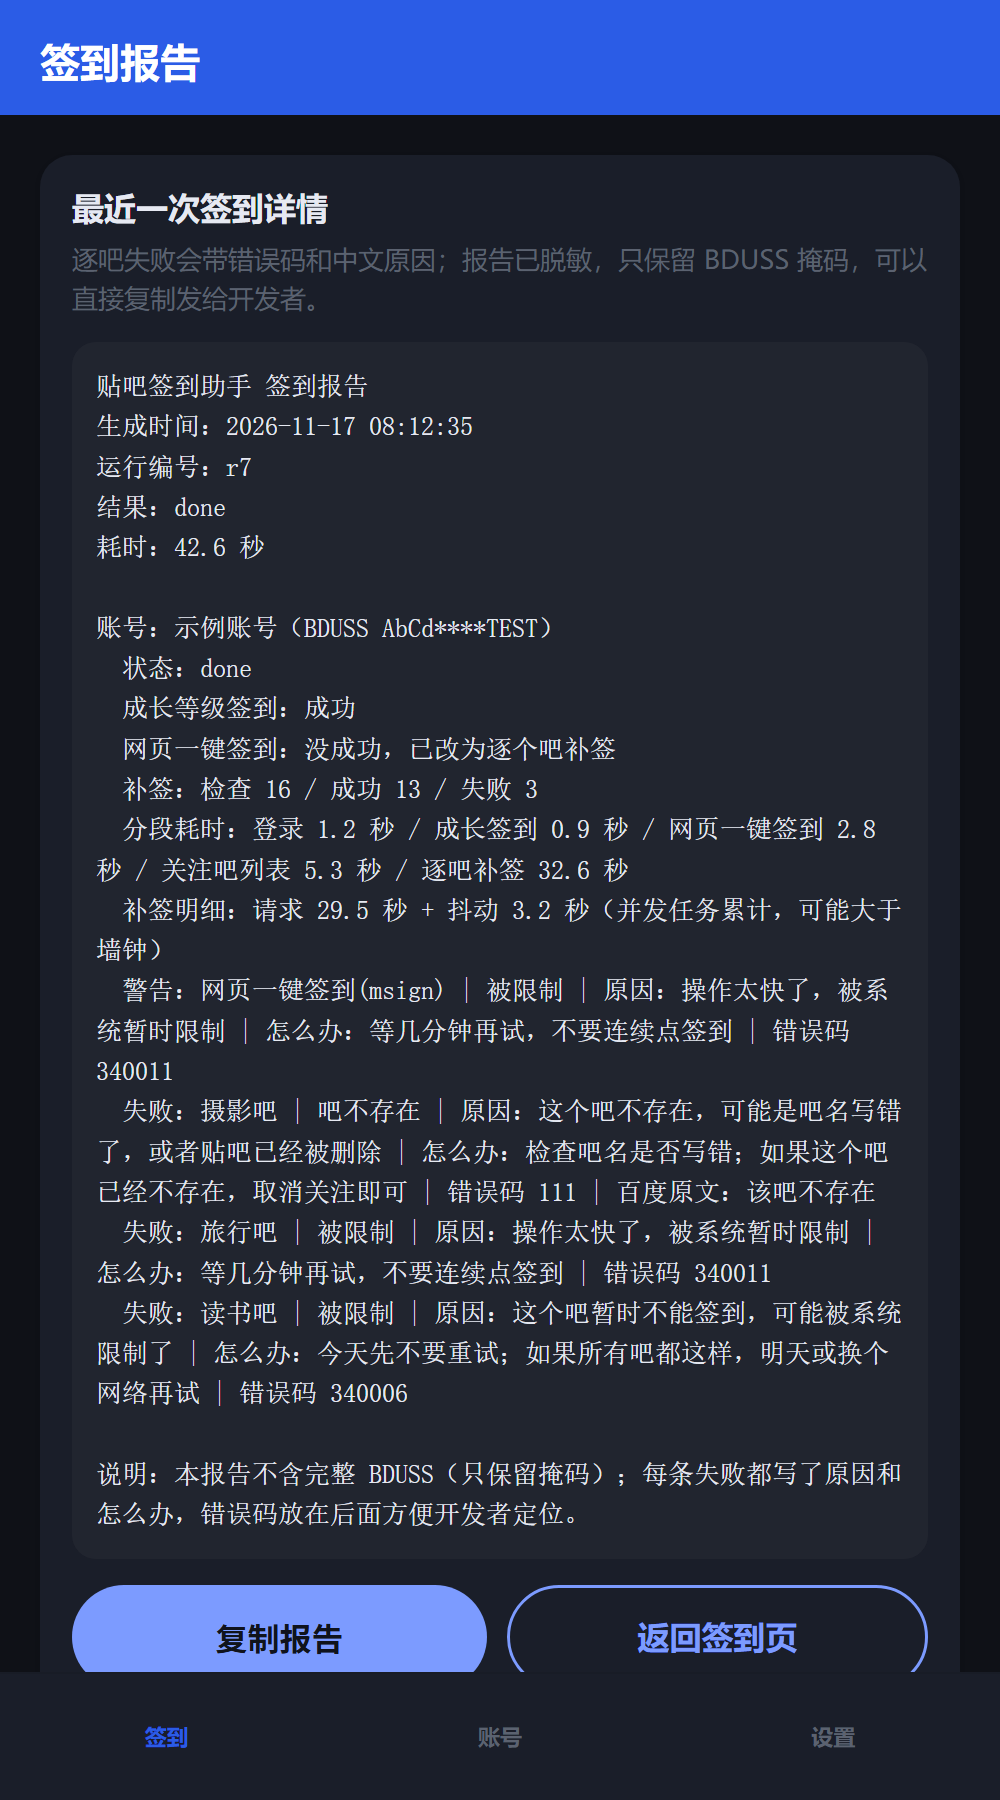 签到报告
最近一次签到详情
逐吧失败会带错误码和中文原因；报告已脱敏，只保留 BDUSS 掩码，可以
直接复制发给开发者。
贴吧签到助手 签到报告
生成时间：2026-11-17 08:12:35
运行编号：r7
结果：done
耗时：42.6 秒
账号：示例账号（BDUSS AbCd****TEST）
状态：done
成长等级签到：成功
网页一键签到：没成功，已改为逐个吧补签
补签：检查 16 / 成功 13 / 失败 3
分段耗时：登录 1.2 秒 / 成长签到 0.9 秒 / 网页一键签到 2.8
秒 / 关注吧列表 5.3 秒 / 逐吧补签 32.6 秒
补签明细：请求 29.5 秒 + 抖动 3.2 秒（并发任务累计，可能大于
墙钟）
警告：网页一键签到(msign) | 被限制 | 原因：操作太快了，被系
统暂时限制 | 怎么办：等几分钟再试，不要连续点签到 | 错误码
340011
失败：摄影吧 | 吧不存在 | 原因：这个吧不存在，可能是吧名写错
了，或者贴吧已经被删除 | 怎么办：检查吧名是否写错；如果这个吧
已经不存在，取消关注即可 | 错误码 111 | 百度原文：该吧不存在
失败：旅行吧 | 被限制 | 原因：操作太快了，被系统暂时限制 |
怎么办：等几分钟再试，不要连续点签到 | 错误码 340011
失败：读书吧 | 被限制 | 原因：这个吧暂时不能签到，可能被系统
限制了 | 怎么办：今天先不要重试；如果所有吧都这样，明天或换个
网络再试 | 错误码 340006
说明：本报告不含完整 BDUSS（只保留掩码）；每条失败都写了原因和
怎么办，错误码放在后面方便开发者定位。
复制报告
返回签到页
签到
账号
设置